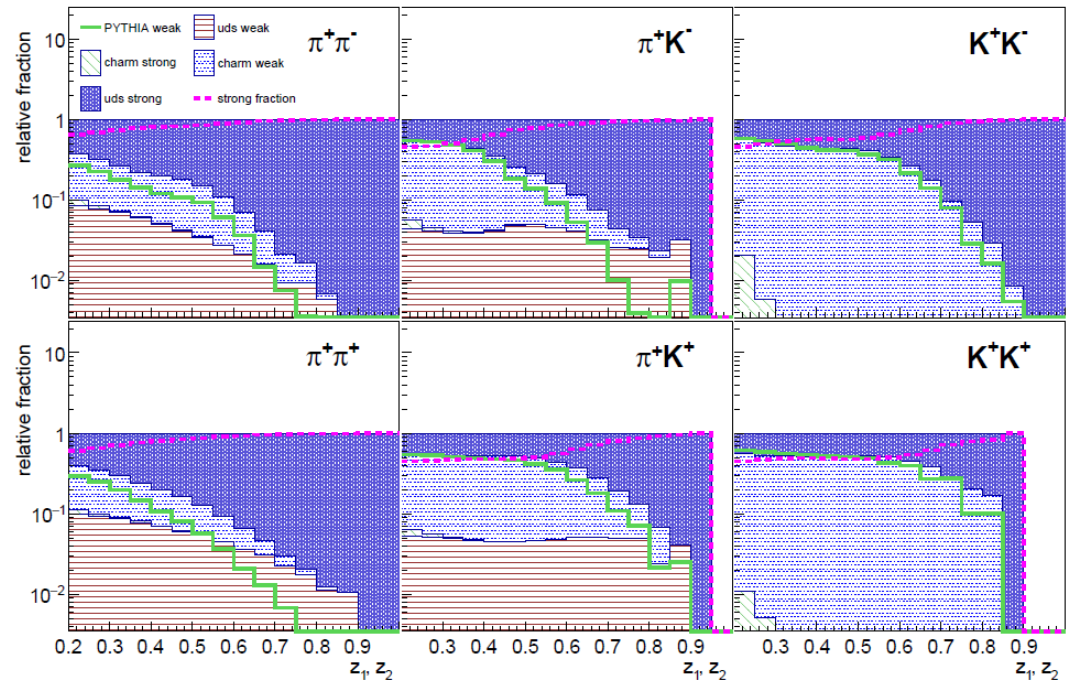 PYTHIA weak
uds weak
charm strong
charm weak
uds strong
strong fraction
π⁺π⁻
π⁺K⁻
K⁺K⁻
relative fraction
10
1
10⁻¹
10⁻²
π⁺π⁺
π⁺K⁺
K⁺K⁺
relative fraction
10
1
10⁻¹
10⁻²
0.2 0.3 0.4 0.5 0.6 0.7 0.8 0.9
0.3 0.4 0.5 0.6 0.7 0.8 0.9
0.3 0.4 0.5 0.6 0.7 0.8 0.9
z₁, z₂
z₁, z₂
z₁, z₂